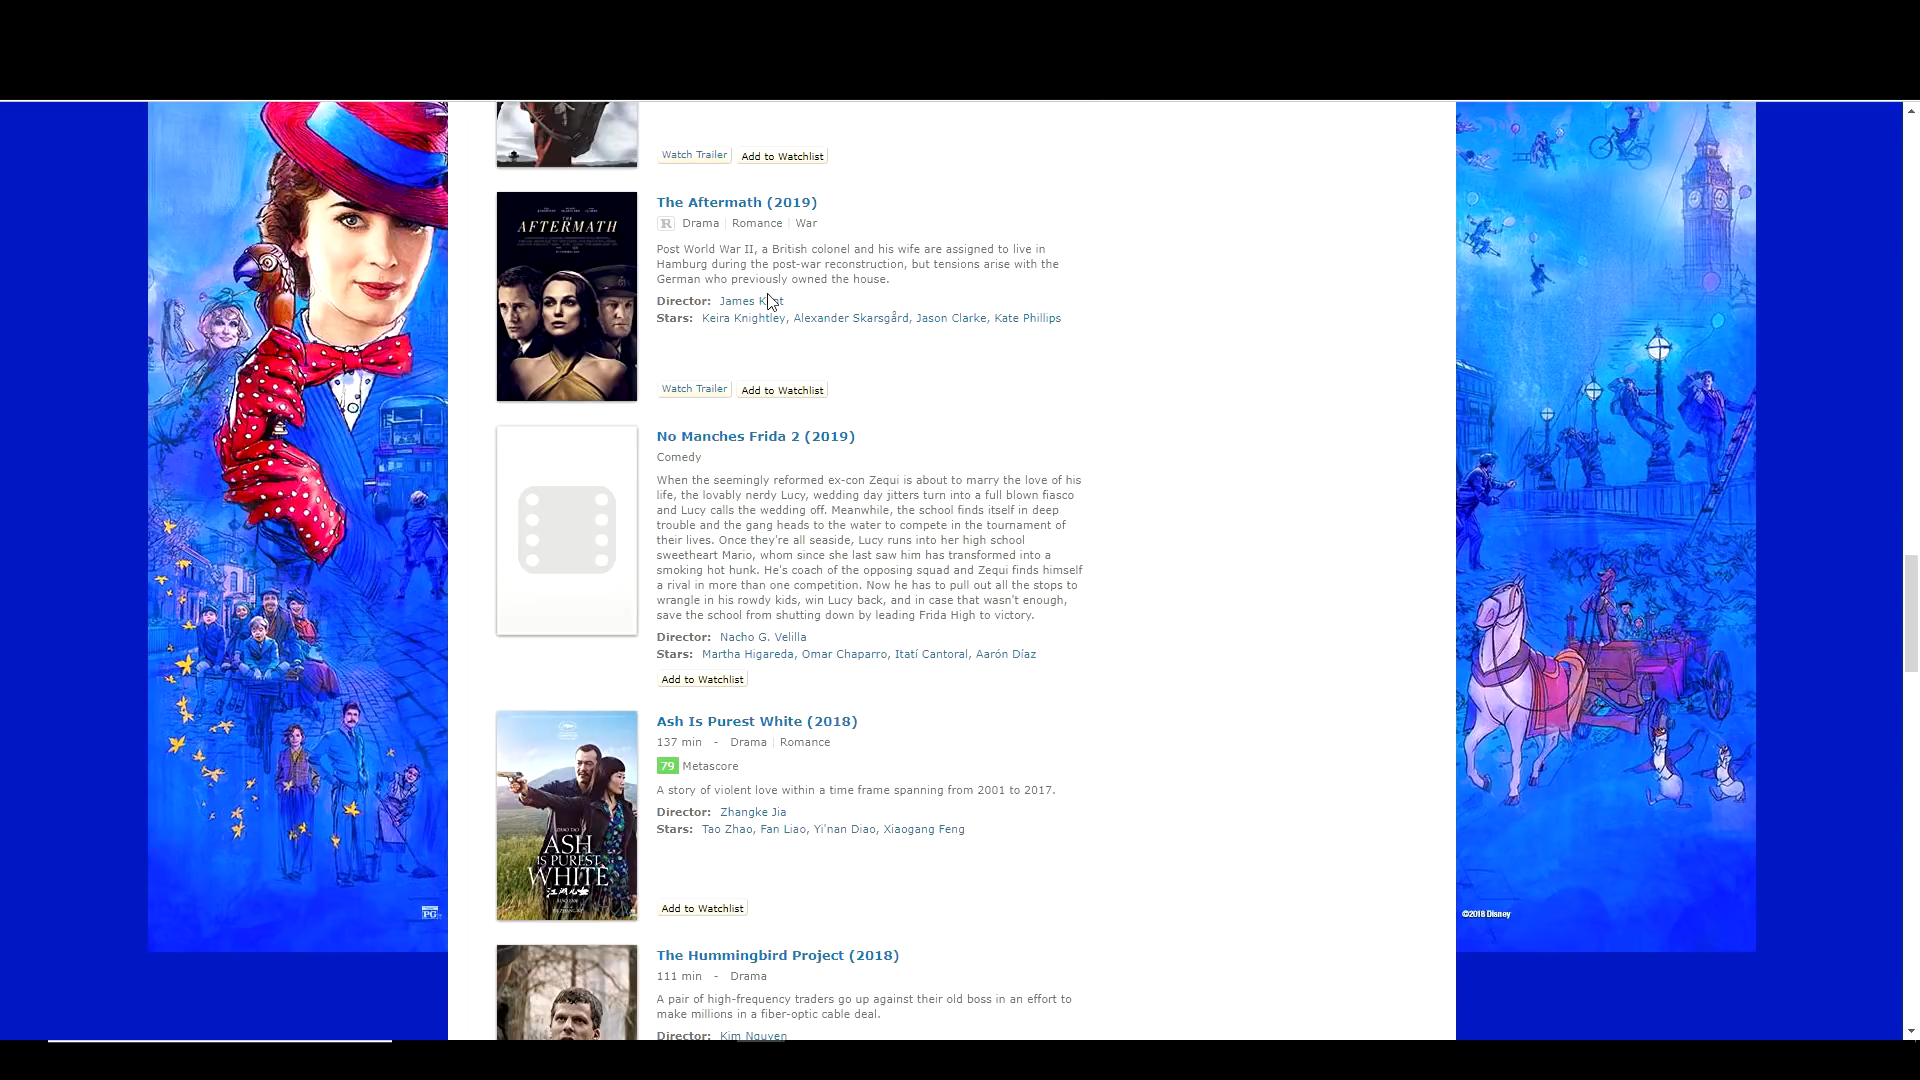 Watch Trailer Add to Watchlist
The Aftermath (2019)
R Drama Romance War
Post World War II, a British colonel and his wife are assigned to live in
Hamburg during the post-war reconstruction, but tensions arise with the
German who previously owned the house.
Director: James
Stars: Keira Knightley, Alexander Skarsgård, Jason Clarke, Kate Phillips
Watch Trailer Add to Watchlist
THE
AFTERMATH
No Manches Frida 2 (2019)
Comedy
When the seemingly reformed ex-con Zequi is about to marry the love of his
life, the lovably nerdy Lucy, wedding day jitters turn into a full blown fiasco
and Lucy calls the wedding off. Meanwhile, the school finds itself in deep
trouble and the gang heads to the water to compete in the tournament of
their lives. Once they're all seaside, Lucy runs into her high school
sweetheart Mario, whom since she last saw him has transformed into a
smoking hot hunk. He's coach of the opposing squad and Zequi finds himself
a rival in more than one competition. Now he has to pull out all the stops to
wrangle in his rowdy kids, win Lucy back, and in case that wasn't enough,
save the school from shutting down by leading Frida High to victory.
Director: Nacho G. Velilla
Stars: Martha Higareda, Omar Chaparro, Itatí Cantoral, Aarón Díaz
Add to Watchlist
Ash Is Purest White (2018)
137 min - Drama Romance
79 Metascore
A story of violent love within a time frame spanning from 2001 to 2017.
Director: Zhangke Jia
Stars: Tao Zhao, Fan Liao, Yi'nan Diao, Xiaogang Feng
Add to Watchlist
ZHAO TAO
ASH
IS PUREST
WHITE
江湖儿女
PG
©2018 Disney
The Hummingbird Project (2018)
111 min - Drama
A pair of high-frequency traders go up against their old boss in an effort to
make millions in a fiber-optic cable deal.
Director: Kim Nguyen